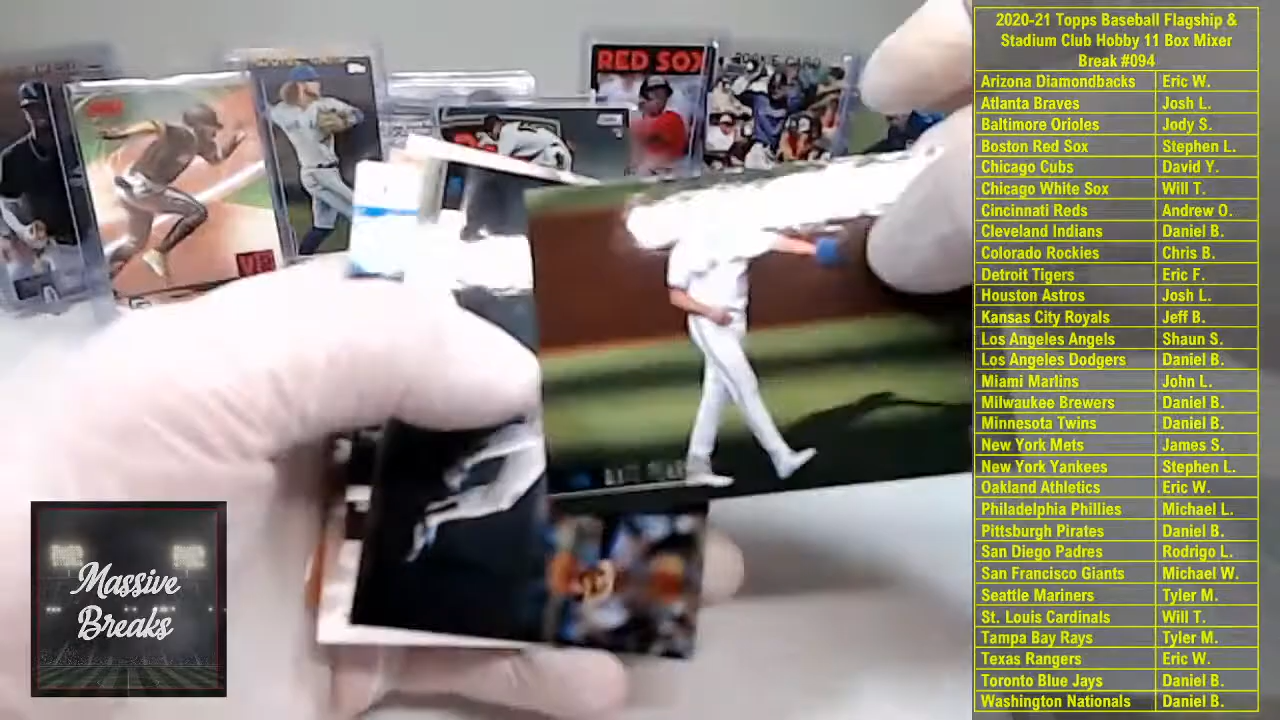 2020-21 Topps Baseball Flagship &
Stadium Club Hobby 11 Box Mixer
Break #094
Arizona Diamondbacks Eric W.
Atlanta Braves Josh L.
Baltimore Orioles Jody S.
Boston Red Sox Stephen L.
Chicago Cubs David Y.
Chicago White Sox Will T.
Cincinnati Reds Andrew O.
Cleveland Indians Daniel B.
Colorado Rockies Chris B.
Detroit Tigers Eric F.
Houston Astros Josh L.
Kansas City Royals Jeff B.
Los Angeles Angels Shaun S.
Los Angeles Dodgers Daniel B.
Miami Marlins John L.
Milwaukee Brewers Daniel B.
Minnesota Twins Daniel B.
New York Mets James S.
New York Yankees Stephen L.
Oakland Athletics Eric W.
Philadelphia Phillies Michael L.
Pittsburgh Pirates Daniel B.
San Diego Padres Rodrigo L.
San Francisco Giants Michael W.
Seattle Mariners Tyler M.
St. Louis Cardinals Will T.
Tampa Bay Rays Tyler M.
Texas Rangers Eric W.
Toronto Blue Jays Daniel B.
Washington Nationals Daniel B.
RED SOX
Massive
Breaks